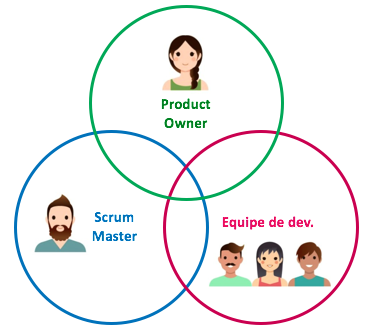 Product
Owner
Scrum
Master
Equipe de dev.